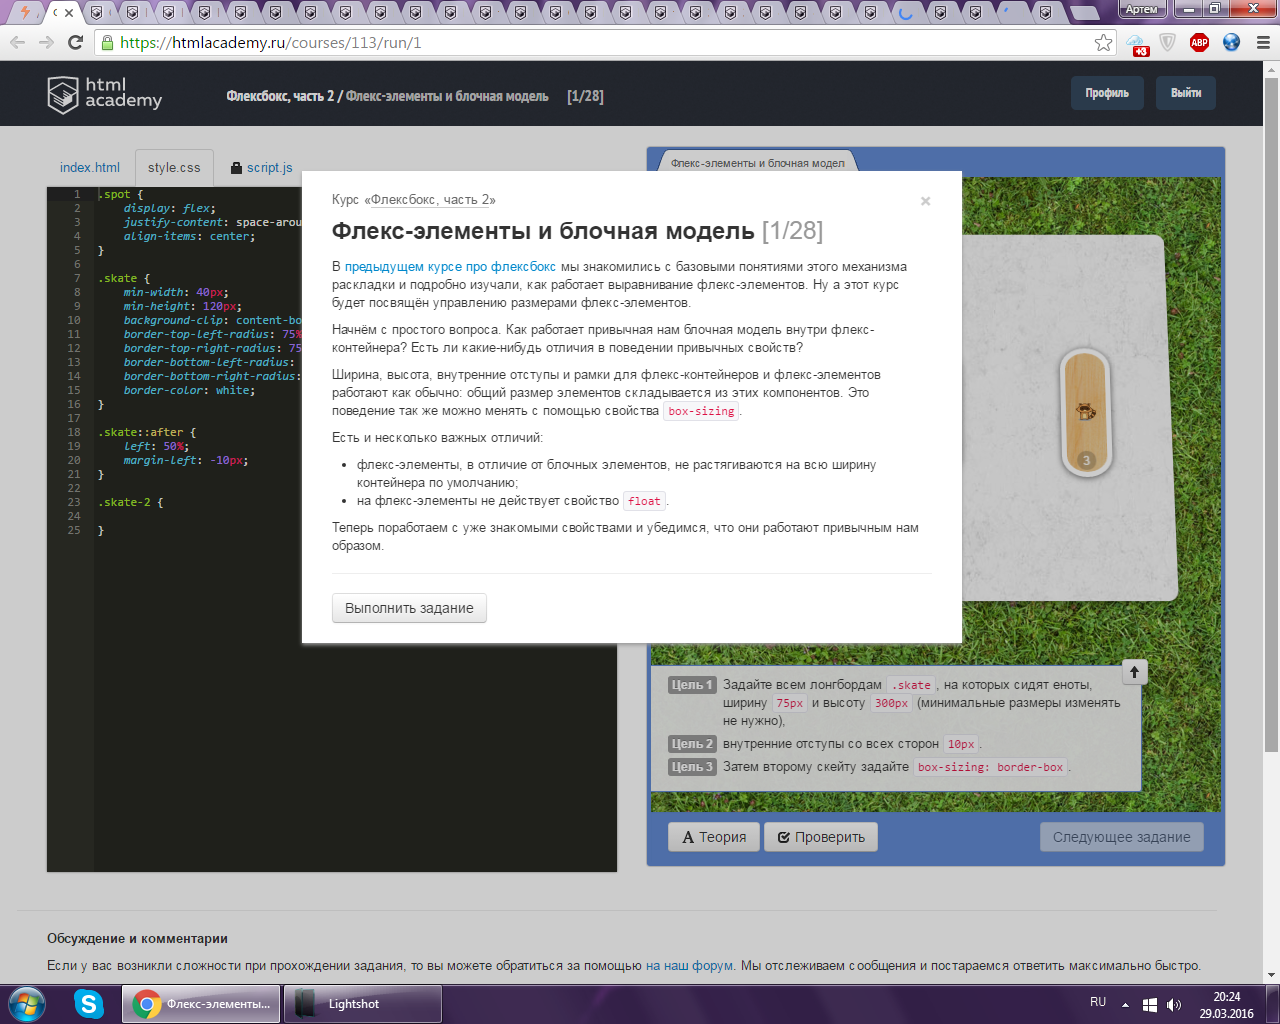 Артем
https://htmlacademy.ru/courses/113/run/1
+3
ABP
html
academy
Флексбокс, часть 2 / Флекс-элементы и блочная модель [1/28]
Профиль
Выйти
index.html
style.css
script.js
Флекс-элементы и блочная модел
1 .spot {
2 display: flex;
3 justify-content: space-arou
4 align-items: center;
5 }
6
7 .skate {
8 min-width: 40px;
9 min-height: 120px;
10 background-clip: content-bo
11 border-top-left-radius: 75%
12 border-top-right-radius: 75
13 border-bottom-left-radius:
14 border-bottom-right-radius:
15 border-color: white;
16 }
17
18 .skate::after {
19 left: 50%;
20 margin-left: -10px;
21 }
22
23 .skate-2 {
24
25 }
Курс «Флексбокс, часть 2»
×
Флекс-элементы и блочная модель [1/28]
В предыдущем курсе про флексбокс мы знакомились с базовыми понятиями этого механизма
раскладки и подробно изучали, как работает выравнивание флекс-элементов. Ну а этот курс
будет посвящён управлению размерами флекс-элементов.
Начнём с простого вопроса. Как работает привычная нам блочная модель внутри флекс-
контейнера? Есть ли какие-нибудь отличия в поведении привычных свойств?
Ширина, высота, внутренние отступы и рамки для флекс-контейнеров и флекс-элементов
работают как обычно: общий размер элементов складывается из этих компонентов. Это
поведение так же можно менять с помощью свойства box-sizing.
Есть и несколько важных отличий:
• флекс-элементы, в отличие от блочных элементов, не растягиваются на всю ширину
контейнера по умолчанию;
• на флекс-элементы не действует свойство float.
Теперь поработаем с уже знакомыми свойствами и убедимся, что они работают привычным нам
образом.
Выполнить задание
3
Цель 1 Задайте всем лонгбордам .skate, на которых сидят еноты,
ширину 75px и высоту 300px (минимальные размеры изменять
не нужно),
Цель 2 внутренние отступы со всех сторон 10px.
Цель 3 Затем второму скейту задайте box-sizing: border-box.
A Теория
Проверить
Следующее задание
Обсуждение и комментарии
Если у вас возникли сложности при прохождении задания, то вы можете обратиться за помощью на наш форум. Мы отслеживаем сообщения и постараемся ответить максимально быстро.
Флекс-элементы...
Lightshot
RU
20:24
29.03.2016